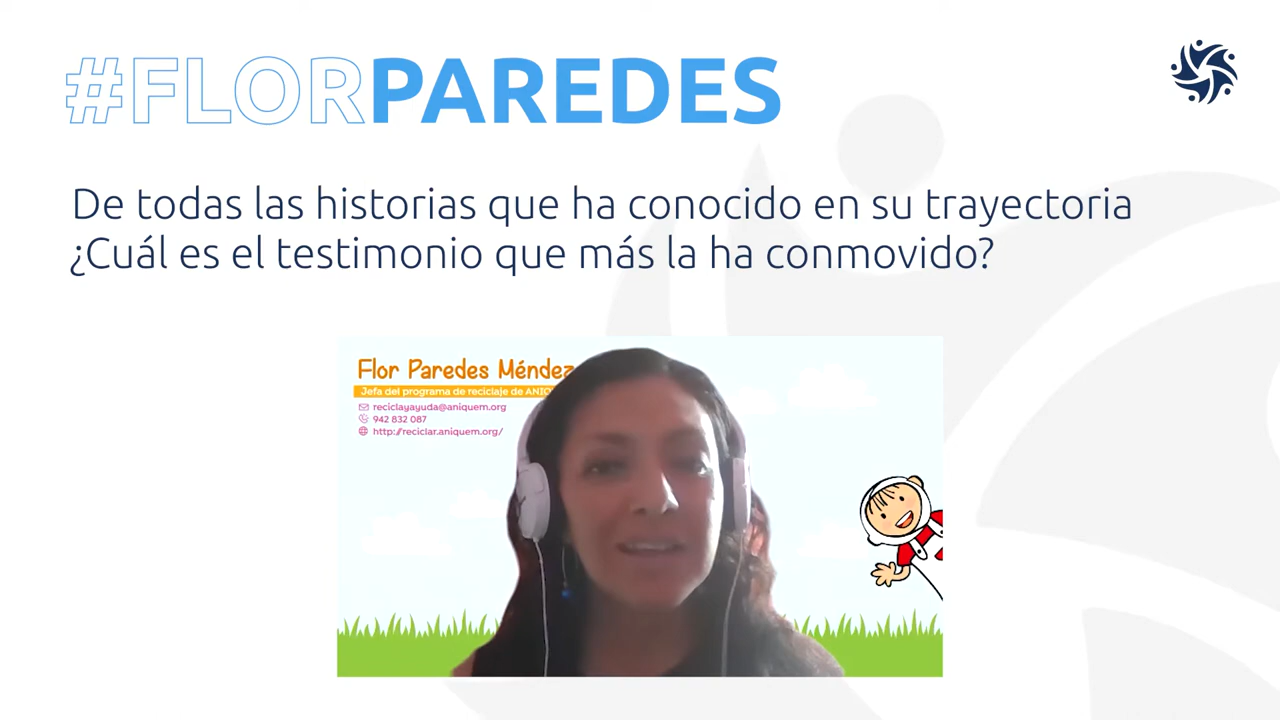 #FLORPAREDES
De todas las historias que ha conocido en su trayectoria
¿Cuál es el testimonio que más la ha conmovido?
Flor Paredes Méndez
Jefa del programa de reciclaje de
reciclayayuda@aniquem.org
942 832 087
http://reciclar.aniquem.org/